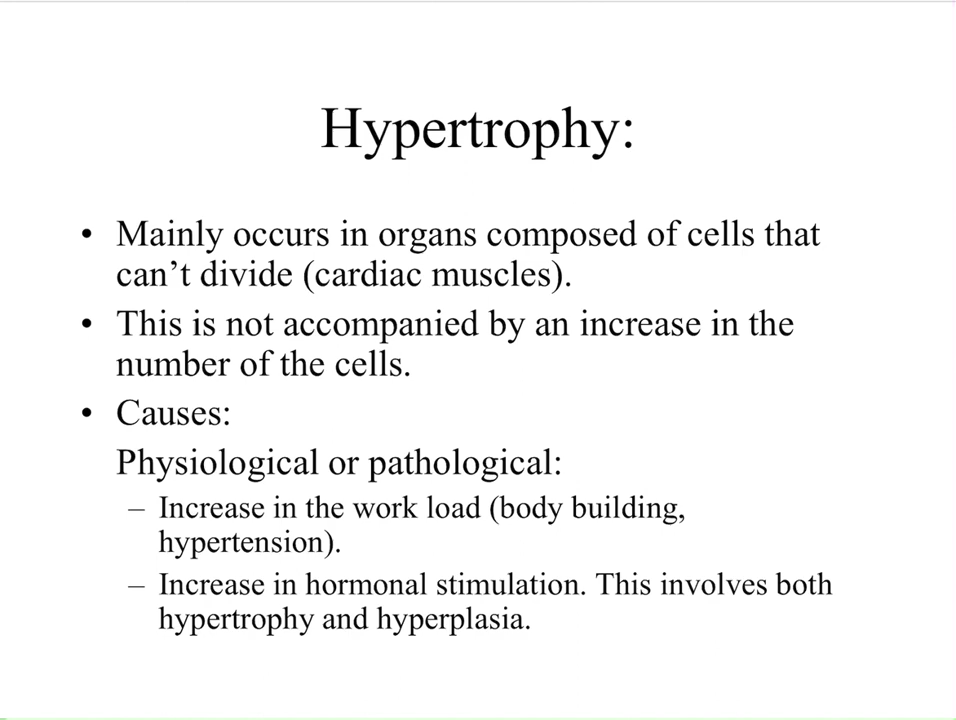 Hypertrophy:
• Mainly occurs in organs composed of cells that
can’t divide (cardiac muscles).
• This is not accompanied by an increase in the
number of the cells.
• Causes:
Physiological or pathological:
– Increase in the work load (body building,
hypertension).
– Increase in hormonal stimulation. This involves both
hypertrophy and hyperplasia.